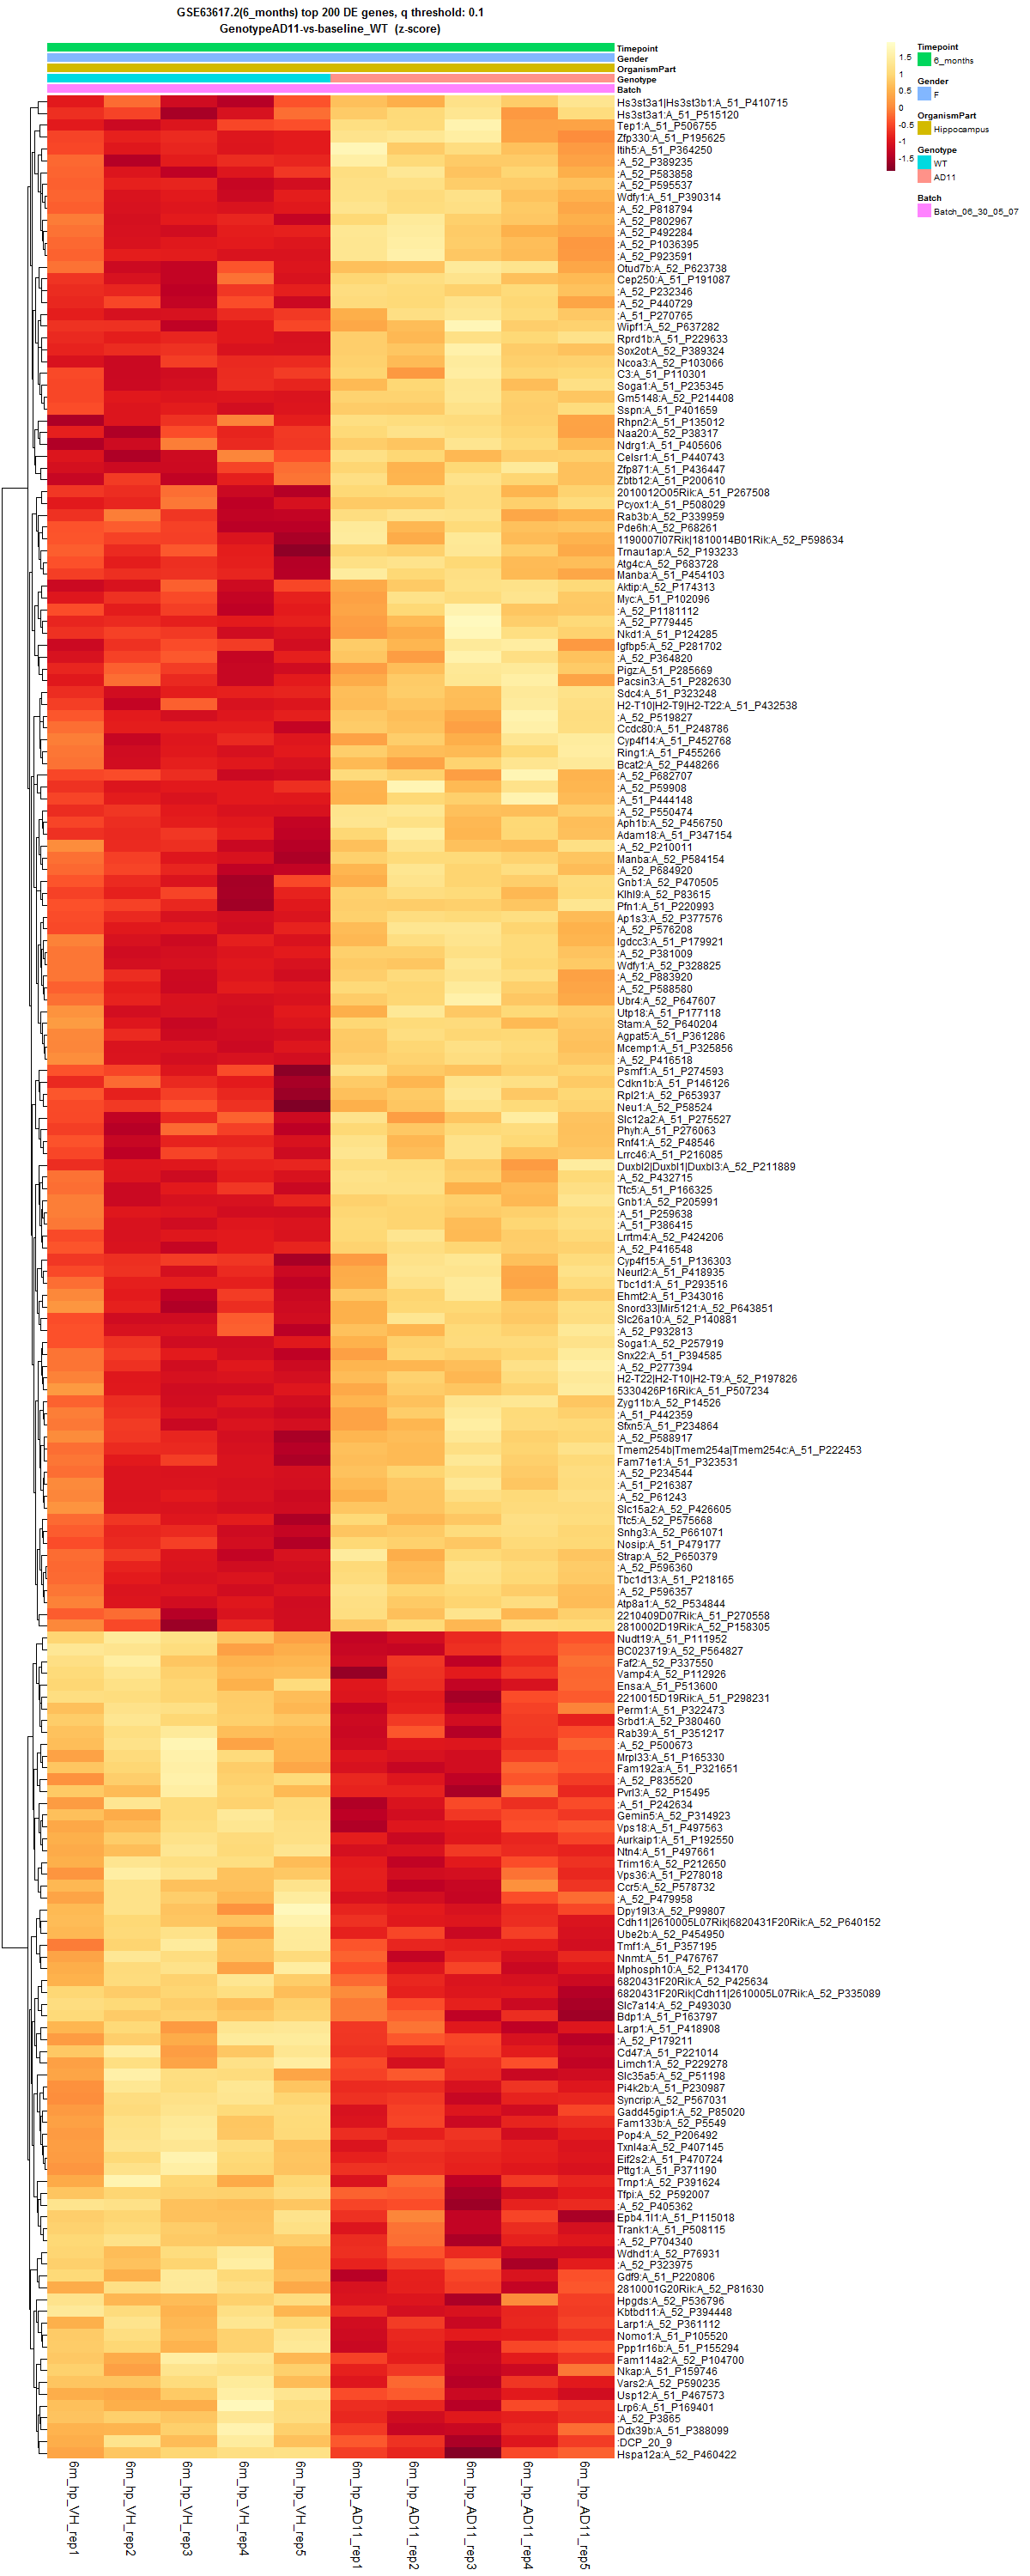 GSE63617.2(6_months) top 200 DE genes, q threshold: 0.1
GenotypeAD11-vs-baseline_WT (z-score)
Timepoint
Gender
OrganismPart
Genotype
Batch
1.5
1
0.5
0
-0.5
-1
-1.5
Timepoint
6_months
Gender
F
OrganismPart
Hippocampus
Genotype
WT
AD11
Batch
Batch_06_30_05_07
Hs3st3a1|Hs3st3b1:A_51_P410715
Hs3st3a1:A_51_P515120
Tep1:A_51_P506755
Zfp330:A_51_P195625
Itih5:A_51_P364250
:A_52_P389235
:A_52_P583858
:A_52_P595537
Wdfy1:A_51_P390314
:A_52_P818794
:A_52_P802967
:A_52_P492284
:A_52_P1036395
:A_52_P923591
Otud7b:A_52_P623738
Cep250:A_51_P191087
:A_52_P232346
:A_52_P440729
:A_51_P270765
Wipf1:A_52_P637282
Rprd1b:A_51_P229633
Sox2ot:A_52_P389324
Ncoa3:A_52_P103066
C3:A_51_P110301
Soga1:A_51_P235345
Gm5148:A_52_P214408
Sspn:A_51_P401659
Rhpn2:A_51_P135012
Naa20:A_52_P38317
Ndrg1:A_51_P405606
Celsr1:A_51_P440743
Zfp871:A_51_P436447
Zbtb12:A_51_P200610
2010012O05Rik:A_51_P267508
Pcyox1:A_51_P508029
Rab3b:A_52_P339959
Pde6h:A_52_P68261
1190007I07Rik|1810014B01Rik:A_52_P598634
Trnau1ap:A_52_P193233
Atg4c:A_52_P683728
Manba:A_51_P454103
Aktip:A_52_P174313
Myc:A_51_P102096
:A_52_P1181112
:A_52_P779445
Nkd1:A_51_P124285
Igfbp5:A_52_P281702
:A_52_P364820
Pigz:A_51_P285669
Pacsin3:A_51_P282630
Sdc4:A_51_P323248
H2-T10|H2-T9|H2-T22:A_51_P432538
:A_52_P519827
Ccdc80:A_51_P248786
Cyp4f14:A_51_P452768
Ring1:A_51_P455266
Bcat2:A_52_P448266
:A_52_P682707
:A_52_P59908
:A_51_P444148
:A_52_P550474
Aph1b:A_52_P456750
Adam18:A_51_P347154
:A_52_P210011
Manba:A_52_P584154
:A_52_P684920
Gnb1:A_52_P470505
Klhl9:A_52_P83615
Pfn1:A_51_P220993
Ap1s3:A_52_P377576
:A_52_P576208
Igdcc3:A_51_P179921
:A_52_P381009
Wdfy1:A_52_P328825
:A_52_P883920
:A_52_P588580
Ubr4:A_52_P647607
Utp18:A_51_P177118
Stam:A_52_P640204
Agpat5:A_51_P361286
Mcemp1:A_51_P325856
:A_52_P416518
Psmf1:A_51_P274593
Cdkn1b:A_51_P146126
Rpl21:A_52_P653937
Neu1:A_52_P58524
Slc12a2:A_51_P275527
Phyh:A_51_P276063
Rnf41:A_52_P48546
Lrrc46:A_51_P216085
Duxbl2|Duxbl1|Duxbl3:A_52_P211889
:A_52_P432715
Ttc5:A_51_P166325
Gnb1:A_52_P205991
:A_51_P259638
:A_51_P386415
Lrrtm4:A_52_P424206
:A_52_P416548
Cyp4f15:A_51_P136303
Neurl2:A_51_P418935
Tbc1d1:A_51_P293516
Ehmt2:A_51_P343016
Snord33|Mir5121:A_52_P643851
Slc26a10:A_52_P140881
:A_52_P932813
Soga1:A_52_P257919
Snx22:A_51_P394585
:A_52_P277394
H2-T22|H2-T10|H2-T9:A_52_P197826
5330426P16Rik:A_51_P507234
Zyg11b:A_52_P14526
:A_51_P442359
Sfxn5:A_51_P234864
:A_52_P588917
Tmem254b|Tmem254a|Tmem254c:A_51_P222453
Fam71e1:A_51_P323531
:A_52_P234544
:A_51_P216387
:A_52_P61243
Slc15a2:A_52_P426605
Ttc5:A_52_P575668
Snhg3:A_52_P661071
Nosip:A_51_P479177
Strap:A_52_P650379
:A_52_P596360
Tbc1d13:A_51_P218165
:A_52_P596357
Atp8a1:A_52_P534844
2210409D07Rik:A_51_P270558
2810002D19Rik:A_52_P158305
Nudt19:A_51_P111952
BC023719:A_52_P564827
Faf2:A_52_P337550
Vamp4:A_52_P112926
Ensa:A_51_P513600
2210015D19Rik:A_51_P298231
Perm1:A_51_P322473
Srbd1:A_52_P380460
Rab39:A_51_P351217
:A_52_P500673
Mrpl33:A_51_P165330
Fam192a:A_51_P321651
:A_52_P835520
Pvrl3:A_52_P15495
:A_51_P242634
Gemin5:A_52_P314923
Vps18:A_51_P497563
Aurkaip1:A_51_P192550
Ntn4:A_51_P497661
Trim16:A_52_P212650
Vps36:A_51_P278018
Ccr5:A_52_P578732
:A_52_P479958
Dpy19l3:A_52_P99807
Cdh11|2610005L07Rik|6820431F20Rik:A_52_P640152
Ube2b:A_52_P454950
Tmf1:A_51_P357195
Nnmt:A_51_P476767
Mphosph10:A_52_P134170
6820431F20Rik:A_52_P425634
6820431F20Rik|Cdh11|2610005L07Rik:A_52_P335089
Slc7a14:A_52_P493030
Bdp1:A_51_P163797
Larp1:A_51_P418908
:A_52_P179211
Cd47:A_51_P221014
Limch1:A_52_P229278
Slc35a5:A_52_P51198
Pi4k2b:A_51_P230987
Syncrip:A_52_P567031
Gadd45gip1:A_52_P85020
Fam133b:A_52_P5549
Pop4:A_52_P206492
Txnl4a:A_52_P407145
Eif2s2:A_51_P470724
Pttg1:A_51_P371190
Trnp1:A_52_P391624
Tfpi:A_52_P592007
:A_52_P405362
Epb4.1l1:A_51_P115018
Trank1:A_51_P508115
:A_52_P704340
Wdhd1:A_52_P76931
:A_52_P323975
Gdf9:A_51_P220806
2810001G20Rik:A_52_P81630
Hpgds:A_52_P536796
Kbtbd11:A_52_P394448
Larp1:A_52_P361112
Nomo1:A_51_P105520
Ppp1r16b:A_51_P155294
Fam114a2:A_52_P104700
Nkap:A_51_P159746
Vars2:A_52_P590235
Usp12:A_51_P467573
Lrp6:A_51_P169401
:A_52_P3865
Ddx39b:A_51_P388099
:DCP_20_9
Hspa12a:A_52_P460422
6m_hp_VH_rep1
6m_hp_VH_rep2
6m_hp_VH_rep3
6m_hp_VH_rep4
6m_hp_VH_rep5
6m_hp_AD11_rep1
6m_hp_AD11_rep2
6m_hp_AD11_rep3
6m_hp_AD11_rep4
6m_hp_AD11_rep5